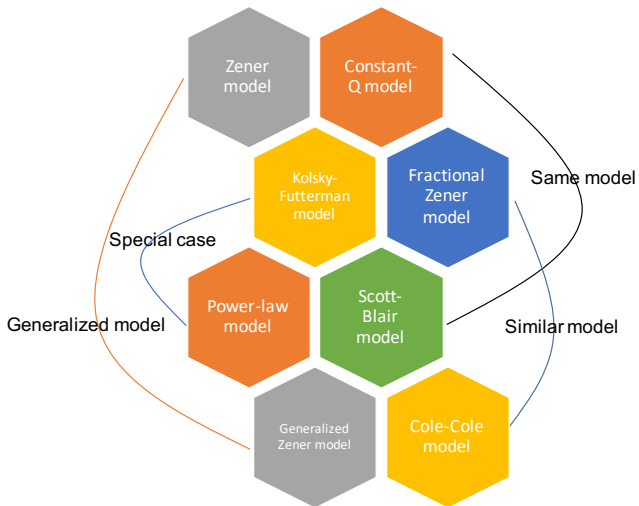 Zener
model
Constant-
Q model
Kolsky-
Futterman
model
Fractional
Zener
model
Same model
Special case
Power-law
model
Scott-
Blair
model
Generalized model
Similar model
Generalized
Zener model
Cole-Cole
model